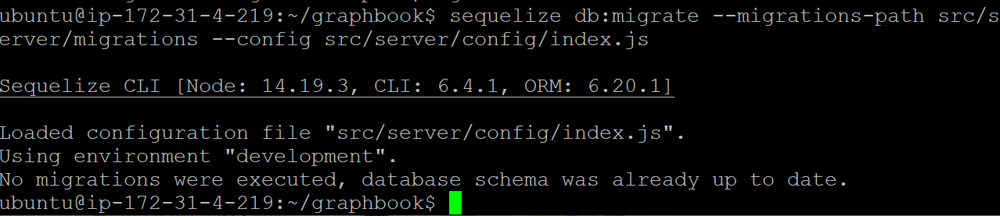 ubuntu@ip-172-31-4-219:~/graphbook$ sequelize db:migrate --migrations-path src/s
erver/migrations --config src/server/config/index.js
Sequelize CLI [Node: 14.19.3, CLI: 6.4.1, ORM: 6.20.1]
Loaded configuration file "src/server/config/index.js".
Using environment "development".
No migrations were executed, database schema was already up to date.
ubuntu@ip-172-31-4-219:~/graphbook$